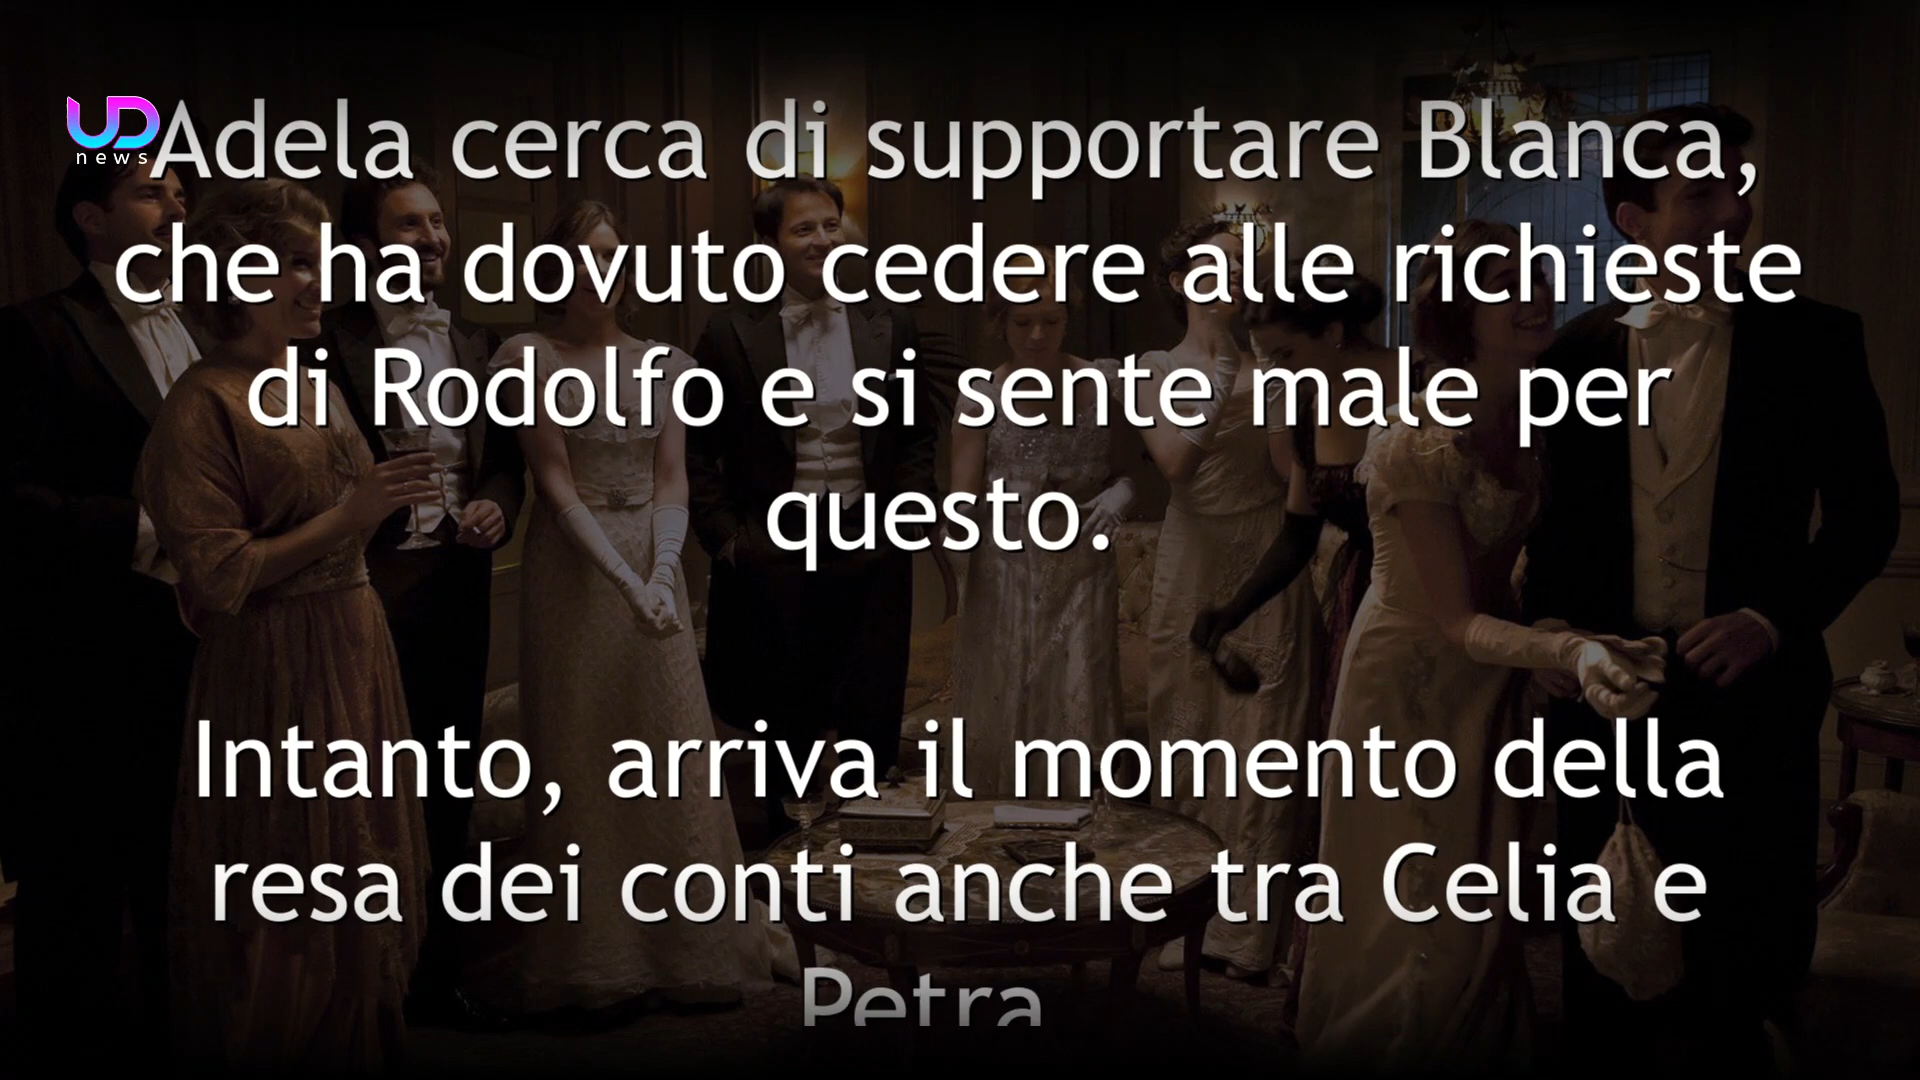 UD
news
Adela cerca di supportare Blanca,
che ha dovuto cedere alle richieste
di Rodolfo e si sente male per
questo.
Intanto, arriva il momento della
resa dei conti anche tra Celia e
Petra